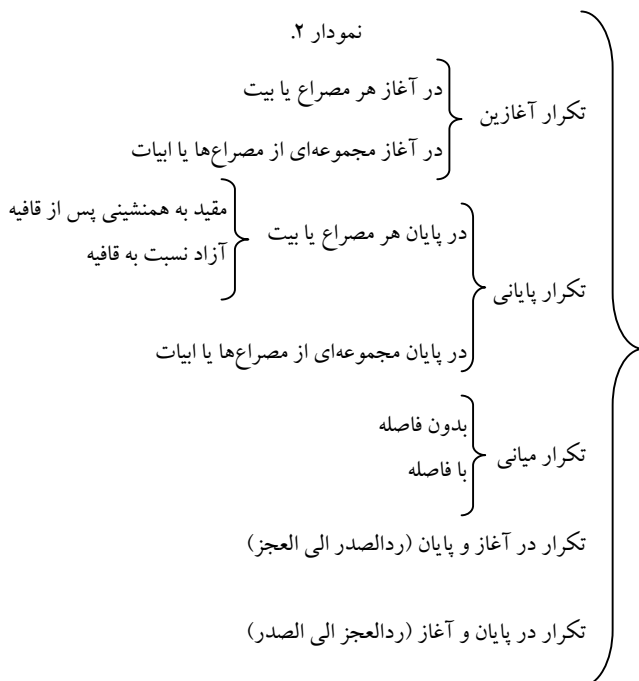 نمودار ۲.
تکرار آغازین
در آغاز هر مصراع یا بیت
در آغاز مجموعه‌ای از مصراع‌ها یا ابیات
تکرار پایانی
در پایان هر مصراع یا بیت
مقید به همنشینی پس از قافیه
آزاد نسبت به قافیه
در پایان مجموعه‌ای از مصراع‌ها یا ابیات
تکرار میانی
بدون فاصله
با فاصله
تکرار در آغاز و پایان (ردالصدر الی العجز)
تکرار در پایان و آغاز (ردالعجز الی الصدر)